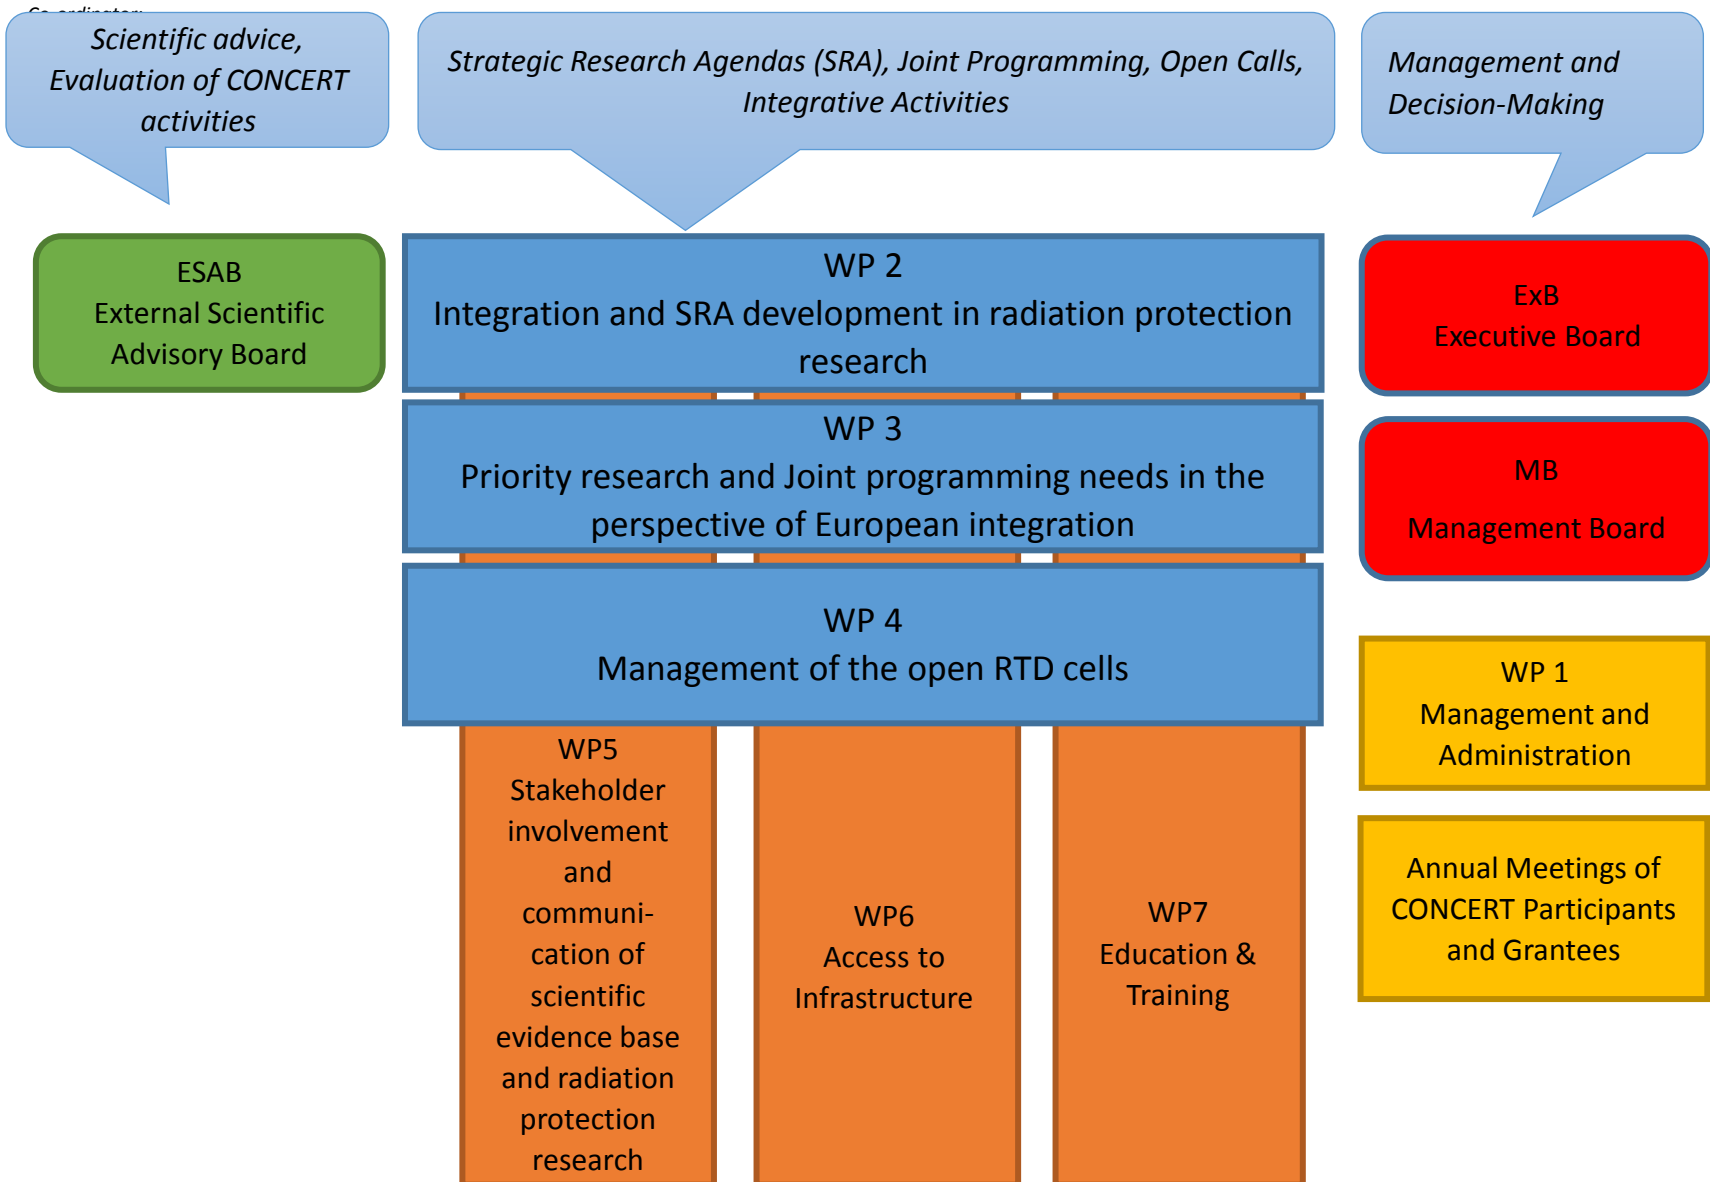 Co-ordinator:
Scientific advice,
Evaluation of CONCERT
activities
Strategic Research Agendas (SRA), Joint Programming, Open Calls,
Integrative Activities
Management and
Decision-Making
ESAB
External Scientific
Advisory Board
WP 2
Integration and SRA development in radiation protection
research
ExB
Executive Board
WP 3
Priority research and Joint programming needs in the
perspective of European integration
MB
Management Board
WP 4
Management of the open RTD cells
WP 1
Management and
Administration
WP5
Stakeholder
involvement
and
communi-
cation of
scientific
evidence base
and radiation
protection
research
WP6
Access to
Infrastructure
WP7
Education &
Training
Annual Meetings of
CONCERT Participants
and Grantees